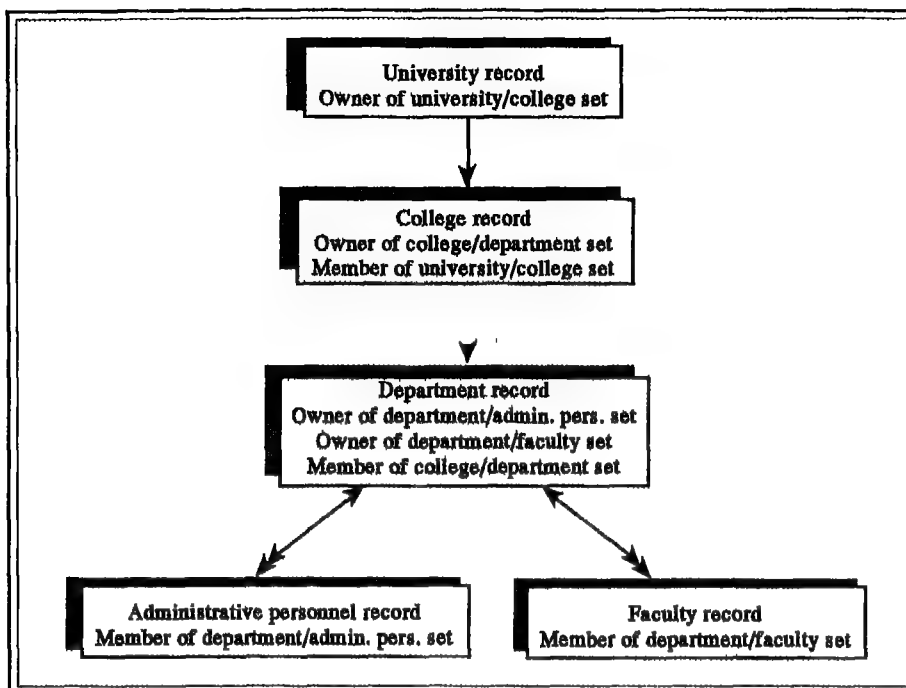 University record
Owner of university/college set
College record
Owner of college/department set
Member of university/college set
Department record
Owner of department/admin. pers. set
Owner of department/faculty set
Member of college/department set
Administrative personnel record
Member of department/admin. pers. set
Faculty record
Member of department/faculty set